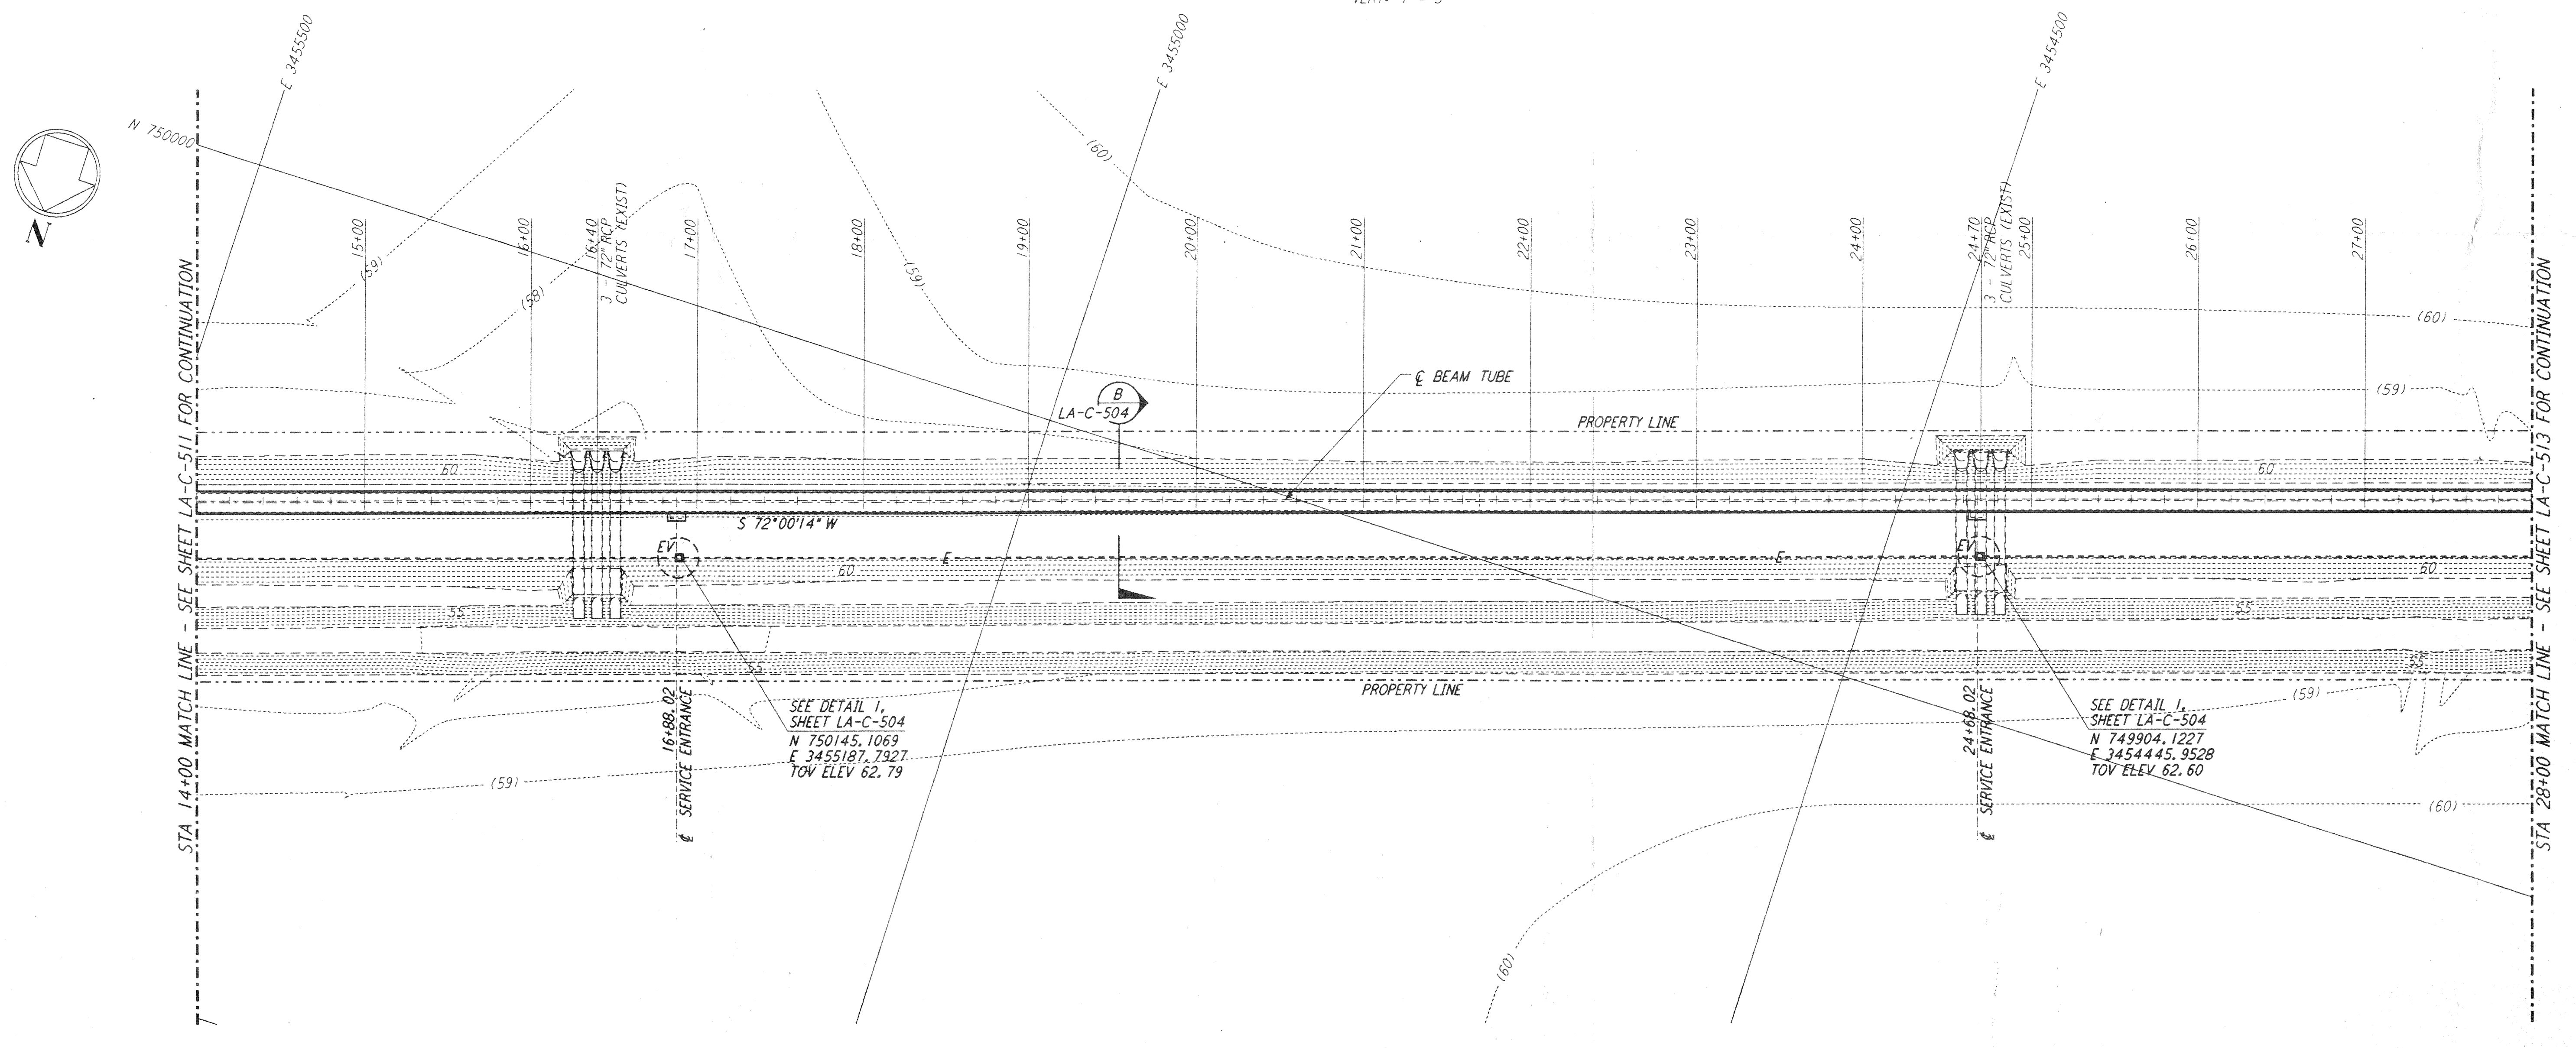 E 3455500
E 3455000
E 3454500
N 750000
N
15+00
16+00
16+40
3 - 72" RCP
CULVERTS (EXIST)
17+00
18+00
19+00
20+00
21+00
22+00
23+00
24+00
24+70
3 - 72" RCP
CULVERTS (EXIST)
25+00
26+00
27+00
(59)
(58)
(59)
(60)
(60)
(59)
STA 14+00 MATCH LINE - SEE SHEET LA-C-511 FOR CONTINUATION
STA 28+00 MATCH LINE - SEE SHEET LA-C-513 FOR CONTINUATION
℄ BEAM TUBE
B
LA-C-504
PROPERTY LINE
60
60
S 72°00'14" W
EV
E
E
EV
60
60
55
55
55
55
PROPERTY LINE
16+88.02
℄ SERVICE ENTRANCE
SEE DETAIL 1,
SHEET LA-C-504
N 750145.1069
E 3455187.7927
TOV ELEV 62.79
24+68.02
℄ SERVICE ENTRANCE
SEE DETAIL 1,
SHEET LA-C-504
N 749904.1227
E 3454445.9528
TOV ELEV 62.60
(59)
(59)
(60)
(60)